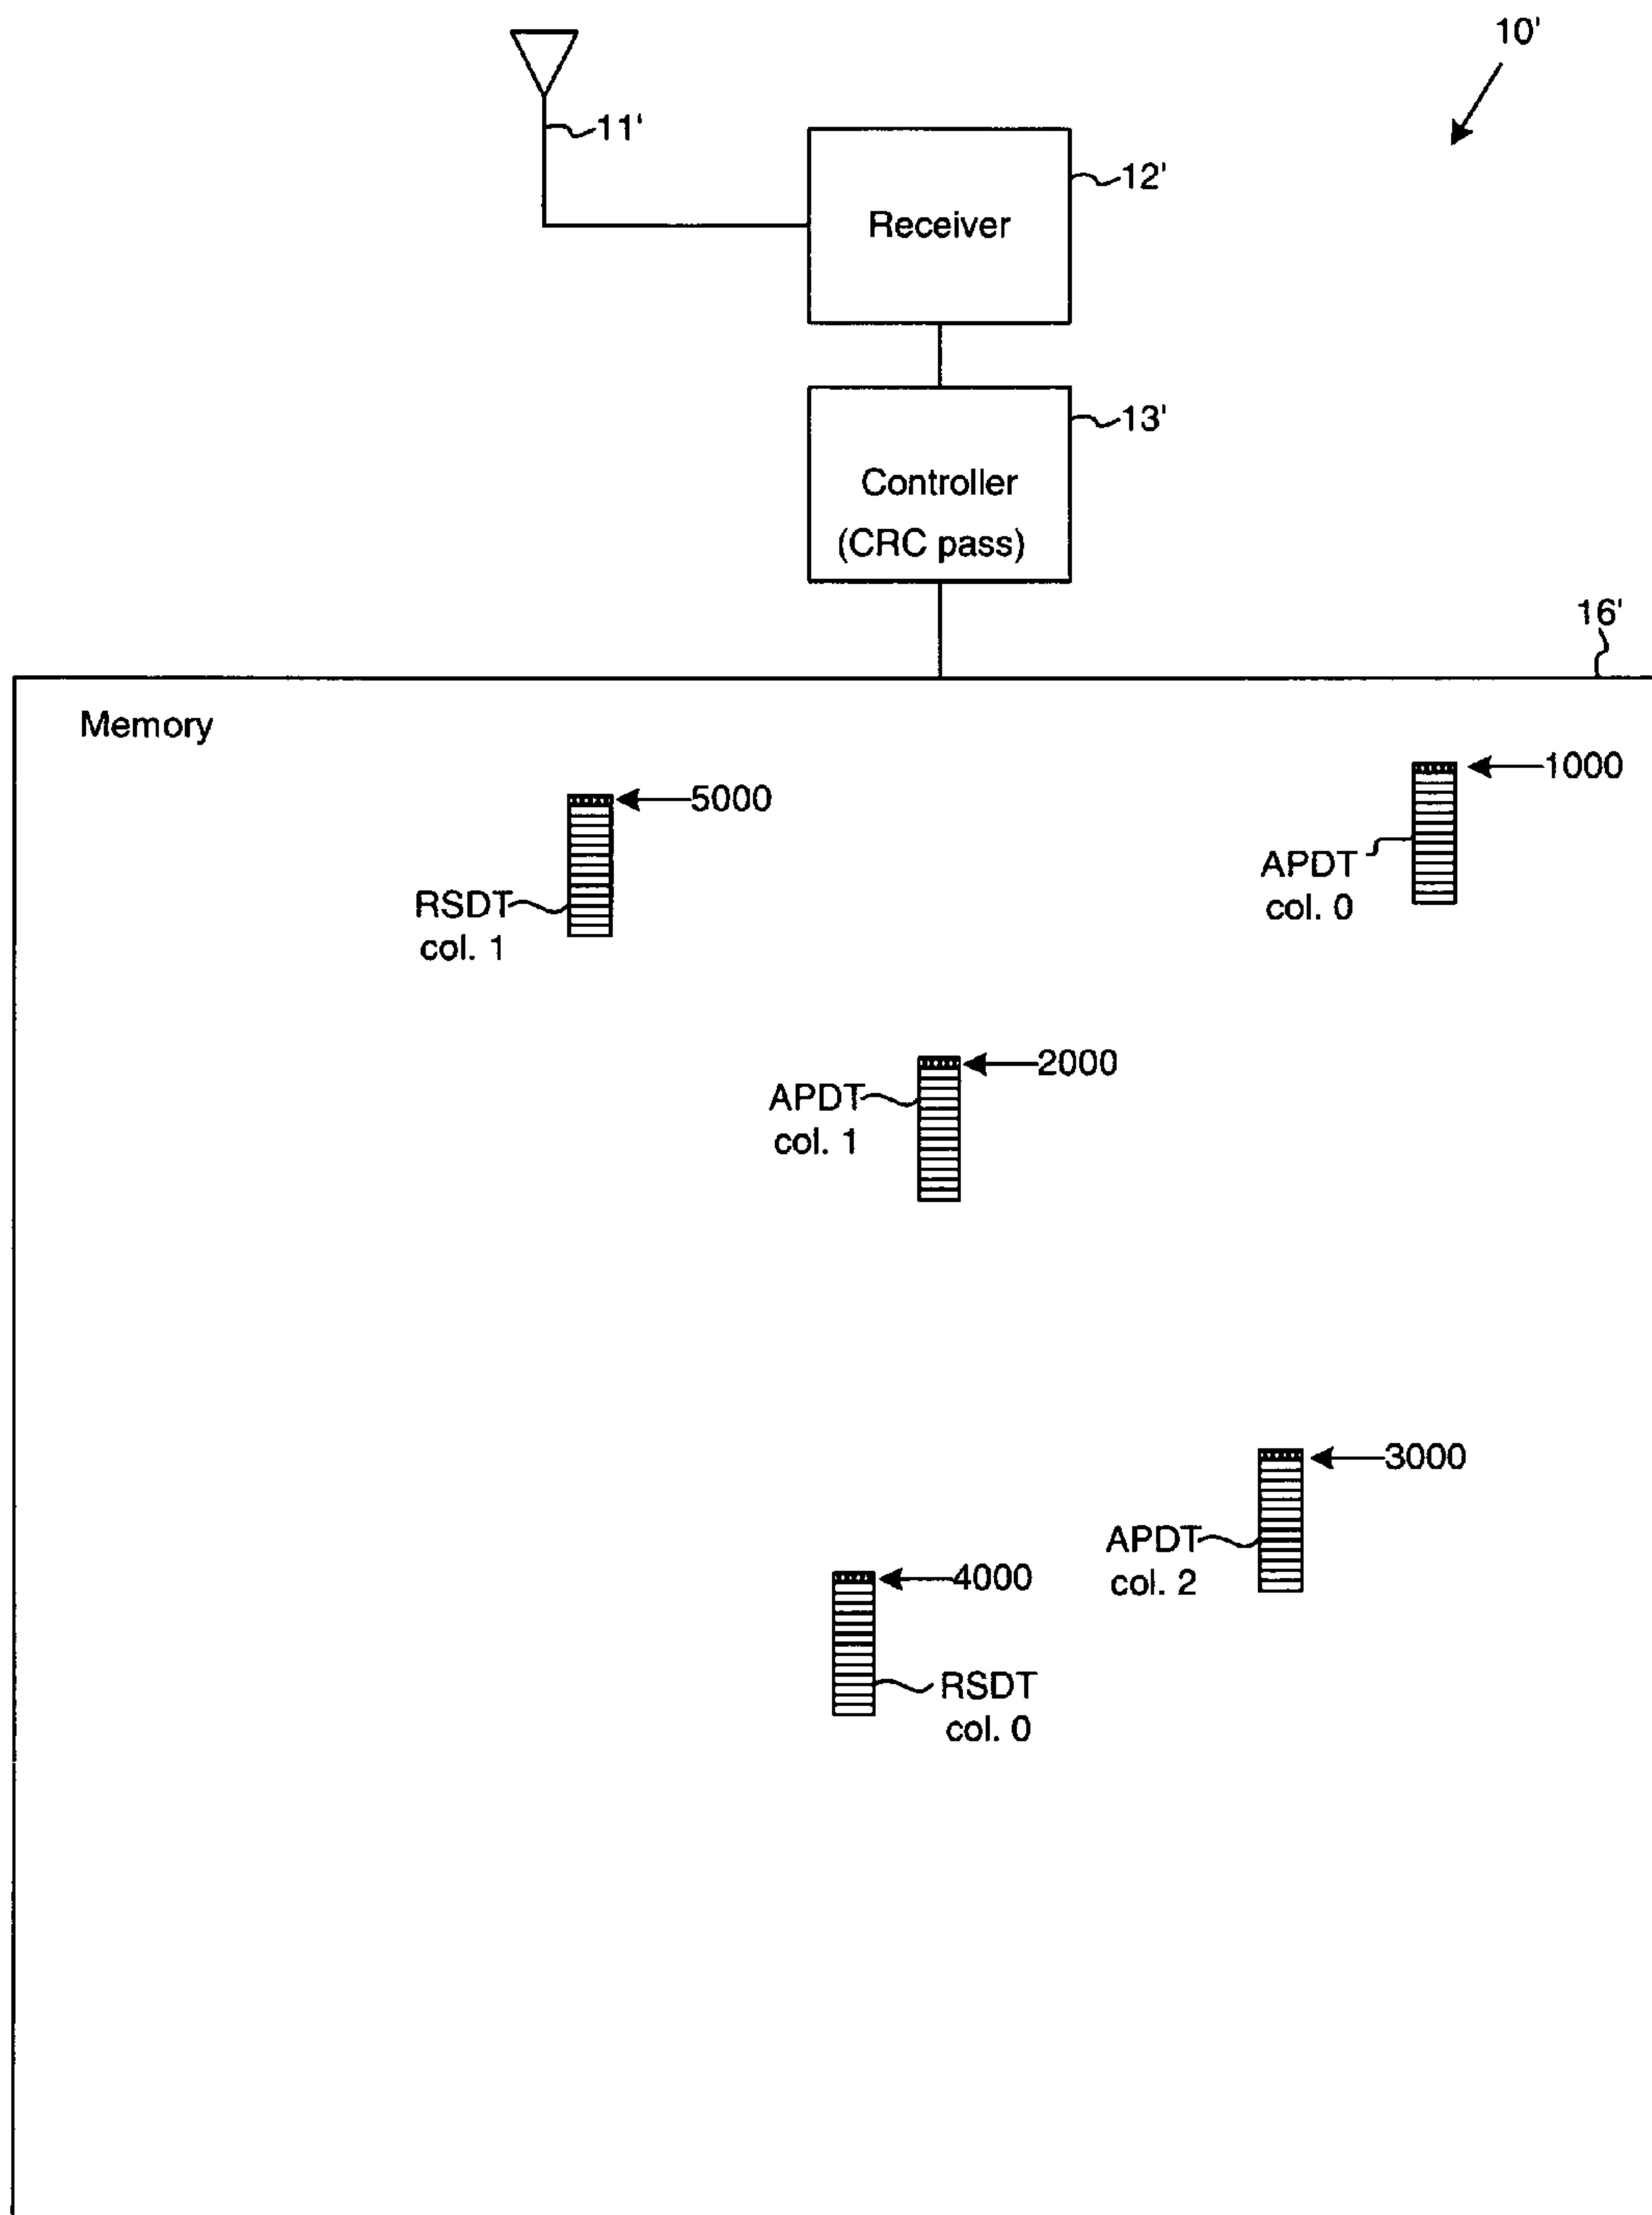 10'
11'
12'
Receiver
13'
Controller
(CRC pass)
16'
Memory
1000
5000
APDT
col. 0
RSDT
col. 1
2000
APDT
col. 1
3000
APDT
col. 2
4000
RSDT
col. 0